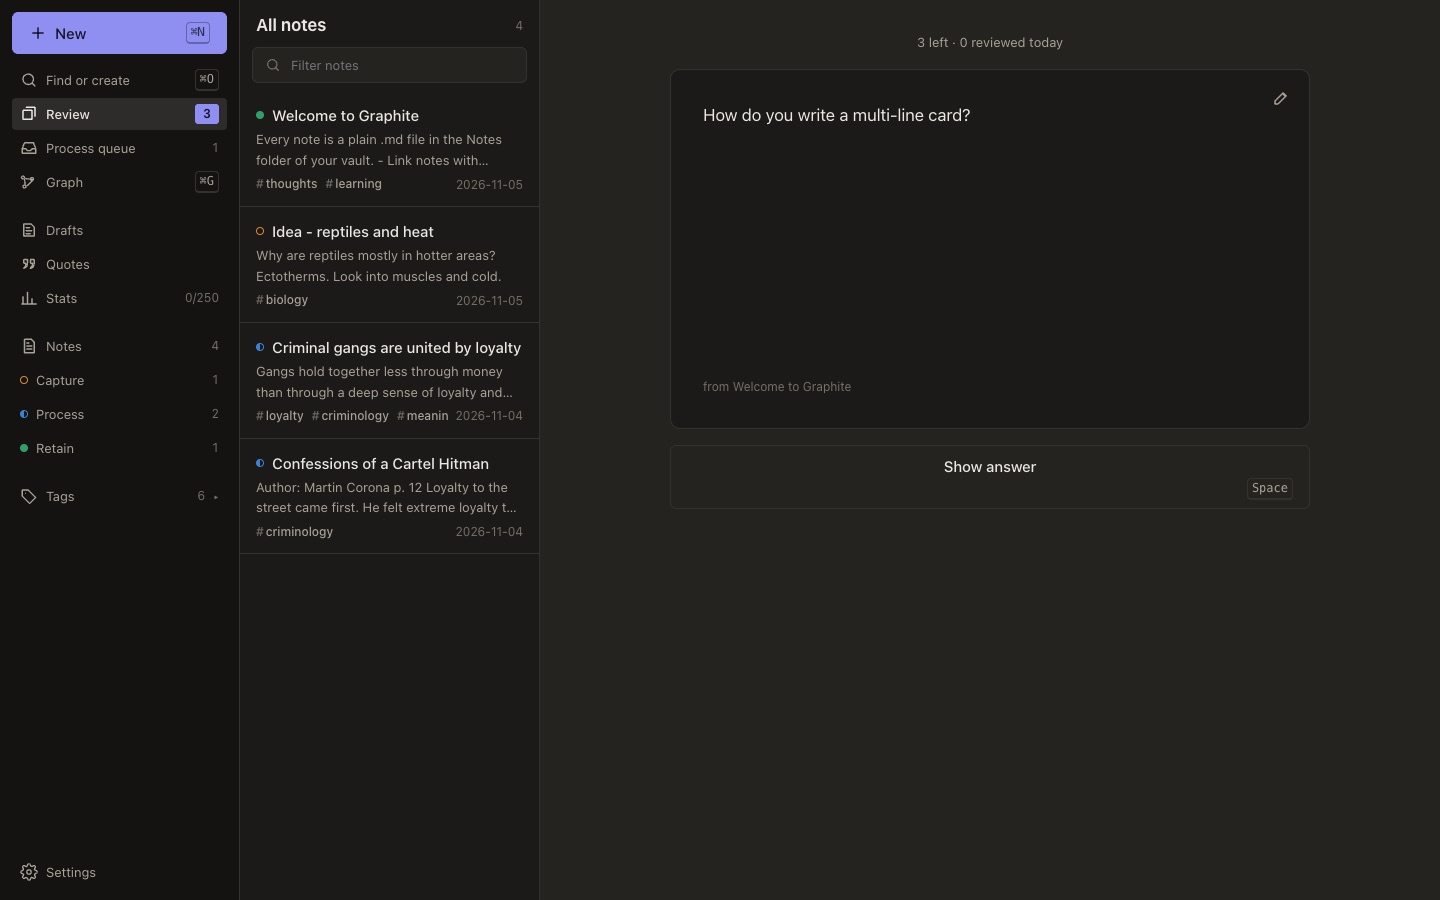 New ⌘N
Find or create ⌘O
Review 3
Process queue 1
Graph ⌘G
Drafts
Quotes
Stats 0/250
Notes 4
Capture 1
Process 2
Retain 1
Tags 6
Settings
All notes 4
Filter notes
Welcome to Graphite
Every note is a plain .md file in the Notes
folder of your vault. - Link notes with...
#thoughts #learning 2026-11-05
Idea - reptiles and heat
Why are reptiles mostly in hotter areas?
Ectotherms. Look into muscles and cold.
#biology 2026-11-05
Criminal gangs are united by loyalty
Gangs hold together less through money
than through a deep sense of loyalty and...
#loyalty #criminology #meanin 2026-11-04
Confessions of a Cartel Hitman
Author: Martin Corona p. 12 Loyalty to the
street came first. He felt extreme loyalty t...
#criminology 2026-11-04
3 left · 0 reviewed today
How do you write a multi-line card?
from Welcome to Graphite
Show answer
Space